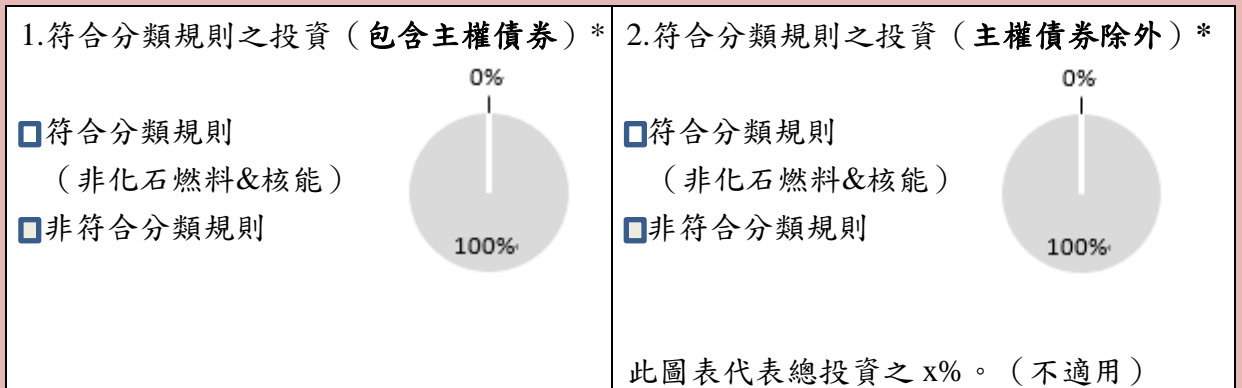 1.符合分類規則之投資（包含主權債券）*
0%
符合分類規則
（非化石燃料&核能）
非符合分類規則
100%
2.符合分類規則之投資（主權債券除外）*
0%
符合分類規則
（非化石燃料&核能）
非符合分類規則
100%
此圖表代表總投資之 x%。（不適用）